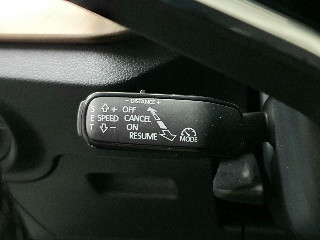 - DISTANCE +
S + OFF
E SPEED CANCEL
T - ON
RESUME
MODE